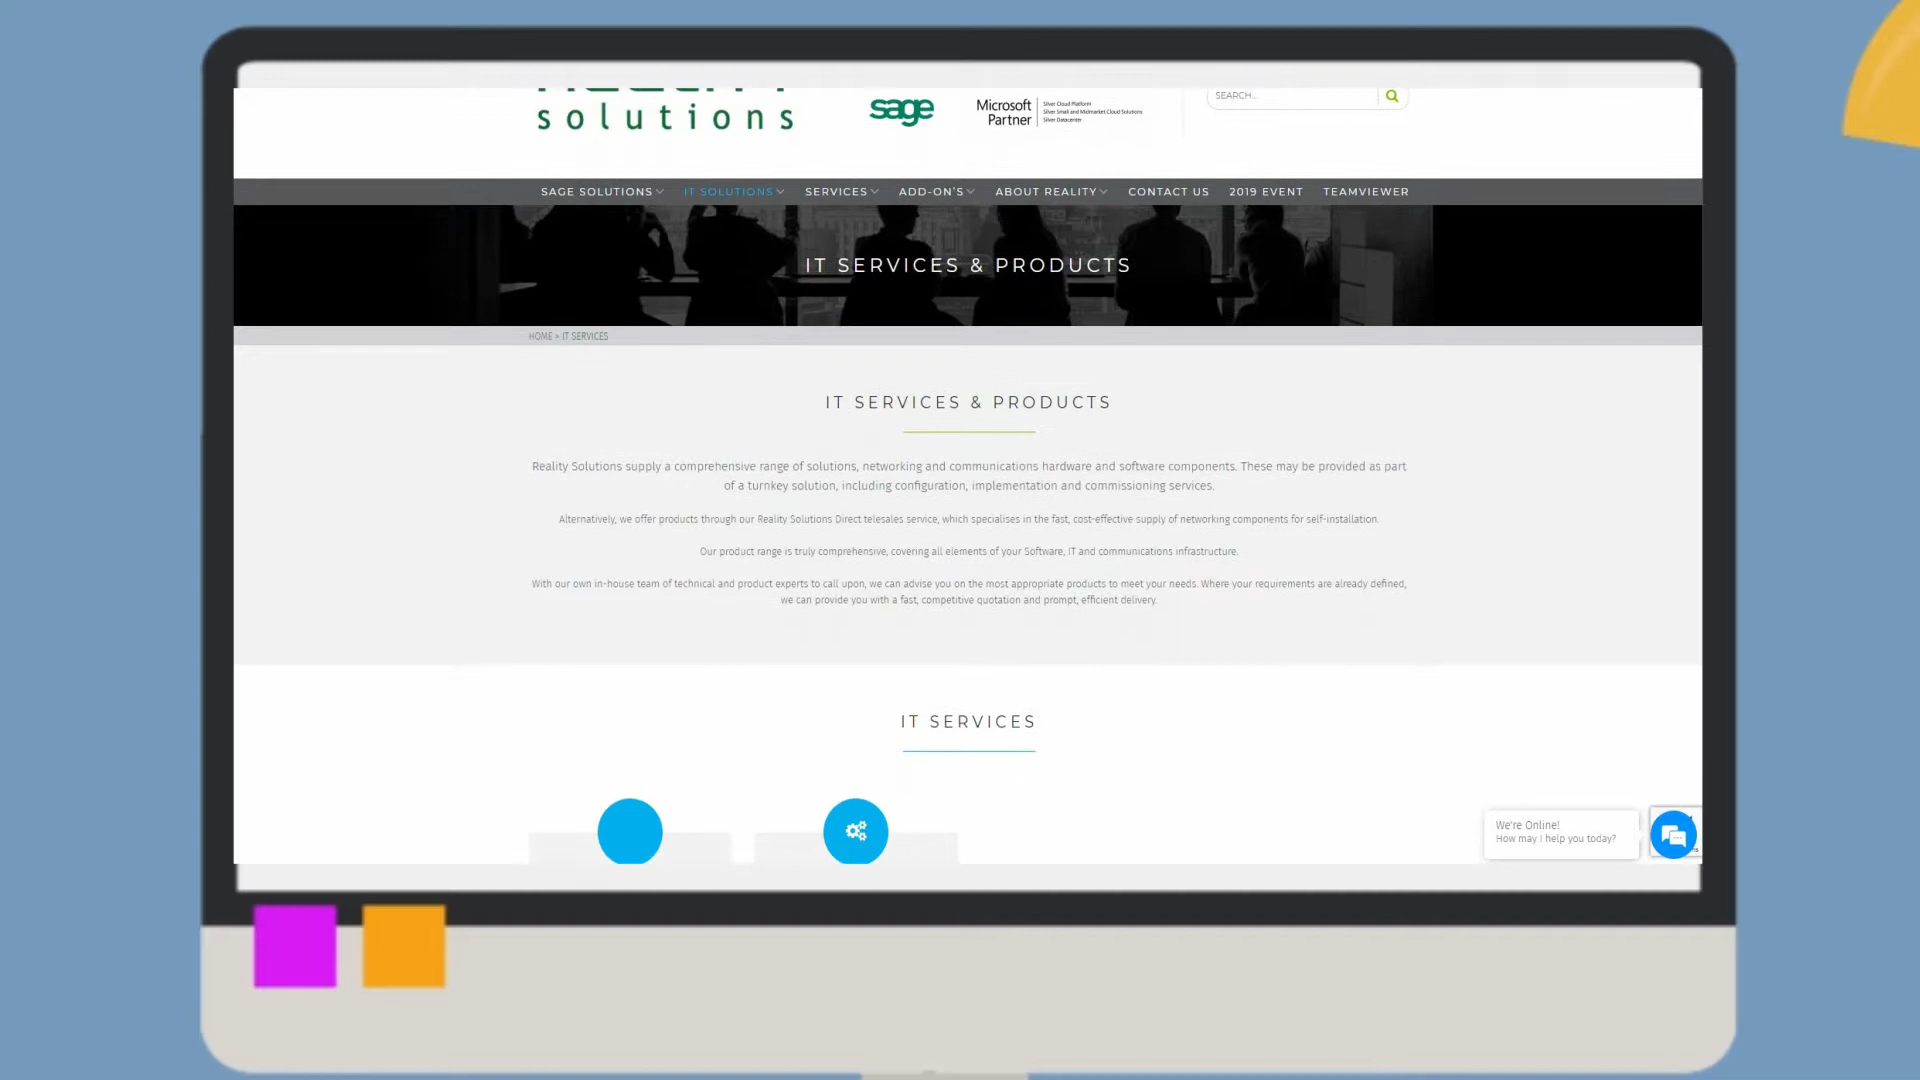 solutions
sage
Microsoft
Partner
Silver Cloud Platform
Silver Small and Midmarket Cloud Solutions
Silver Datacenter
SEARCH...
SAGE SOLUTIONS IT SOLUTIONS SERVICES ADD-ON'S ABOUT REALITY CONTACT US 2019 EVENT TEAMVIEWER
IT SERVICES & PRODUCTS
HOME > IT SERVICES
IT SERVICES & PRODUCTS
Reality Solutions supply a comprehensive range of solutions, networking and communications hardware and software components. These may be provided as part
of a turnkey solution, including configuration, implementation and commissioning services.
Alternatively, we offer products through our Reality Solutions Direct telesales service, which specialises in the fast, cost-effective supply of networking components for self-installation.
Our product range is truly comprehensive, covering all elements of your Software, IT and communications infrastructure.
With our own in-house team of technical and product experts to call upon, we can advise you on the most appropriate products to meet your needs. Where your requirements are already defined,
we can provide you with a fast, competitive quotation and prompt, efficient delivery.
IT SERVICES
We're Online!
How may I help you today?